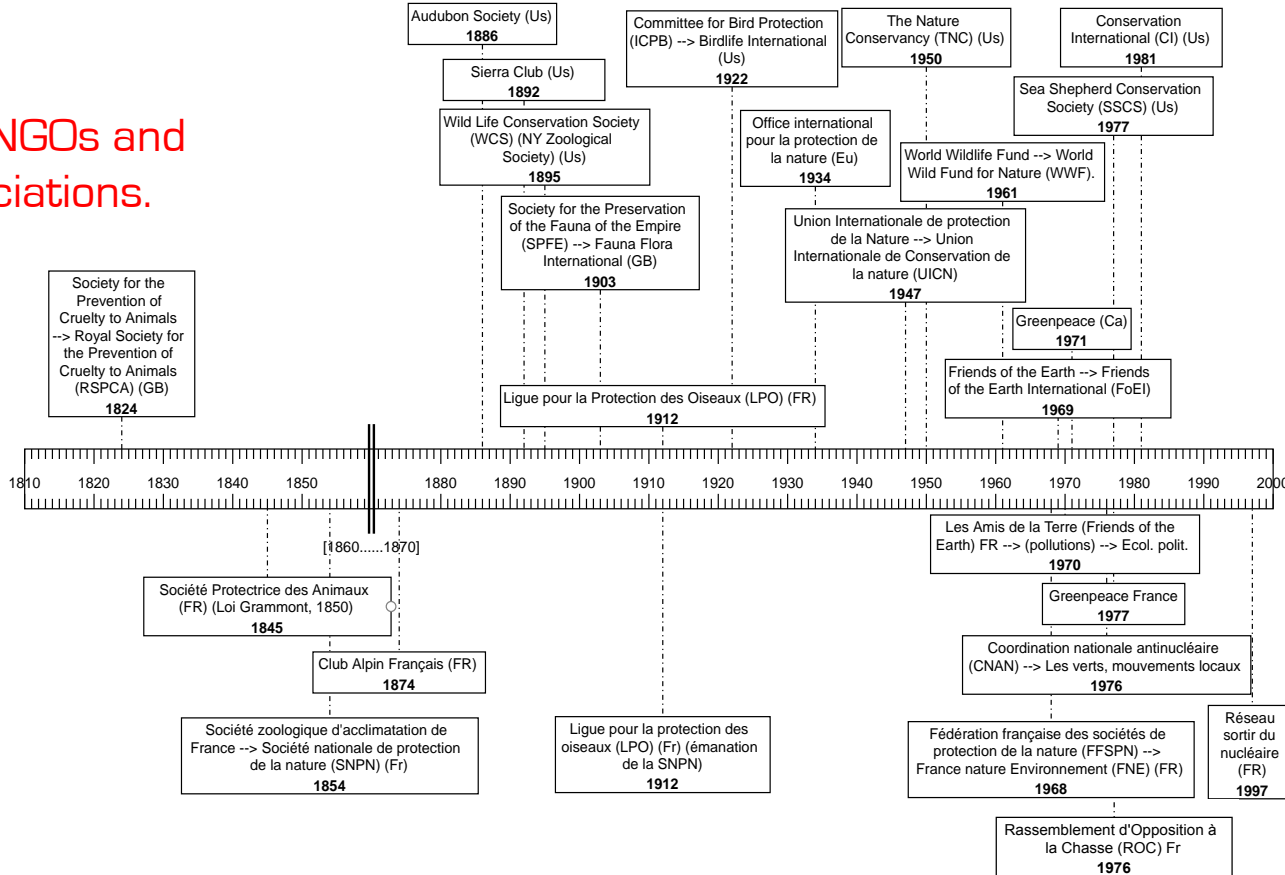 NGOs and
ciations.
Audubon Society (Us)
1886
Sierra Club (Us)
1892
Wild Life Conservation Society
(WCS) (NY Zoological
Society) (Us)
1895
Society for the Preservation
of the Fauna of the Empire
(SPFE) --> Fauna Flora
International (GB)
1903
Committee for Bird Protection
(ICPB) --> Birdlife International
(Us)
1922
Office international
pour la protection de
la nature (Eu)
1934
The Nature
Conservancy (TNC) (Us)
1950
World Wildlife Fund --> World
Wild Fund for Nature (WWF).
1961
Union Internationale de protection
de la Nature --> Union
Internationale de Conservation de
la nature (UICN)
1947
Conservation
International (CI) (Us)
1981
Sea Shepherd Conservation
Society (SSCS) (Us)
1977
Greenpeace (Ca)
1971
Friends of the Earth --> Friends
of the Earth International (FoEI)
1969
Society for the
Prevention of
Cruelty to Animals
--> Royal Society for
the Prevention of
Cruelty to Animals
(RSPCA) (GB)
1824
Ligue pour la Protection des Oiseaux (LPO) (FR)
1912
1810 1820 1830 1840 1850 1880 1890 1900 1910 1920 1930 1940 1950 1960 1970 1980 1990 2000
[1860......1870]
Société Protectrice des Animaux
(FR) (Loi Grammont, 1850)
1845
Club Alpin Français (FR)
1874
Société zoologique d'acclimatation de
France --> Société nationale de protection
de la nature (SNPN) (Fr)
1854
Ligue pour la protection des
oiseaux (LPO) (Fr) (émanation
de la SNPN)
1912
Les Amis de la Terre (Friends of the
Earth) FR --> (pollutions) --> Ecol. polit.
1970
Greenpeace France
1977
Coordination nationale antinucléaire
(CNAN) --> Les verts, mouvements locaux
1976
Fédération française des sociétés de
protection de la nature (FFSPN) -->
France nature Environnement (FNE) (FR)
1968
Réseau
sortir du
nucléaire
(FR)
1997
Rassemblement d'Opposition à
la Chasse (ROC) Fr
1976